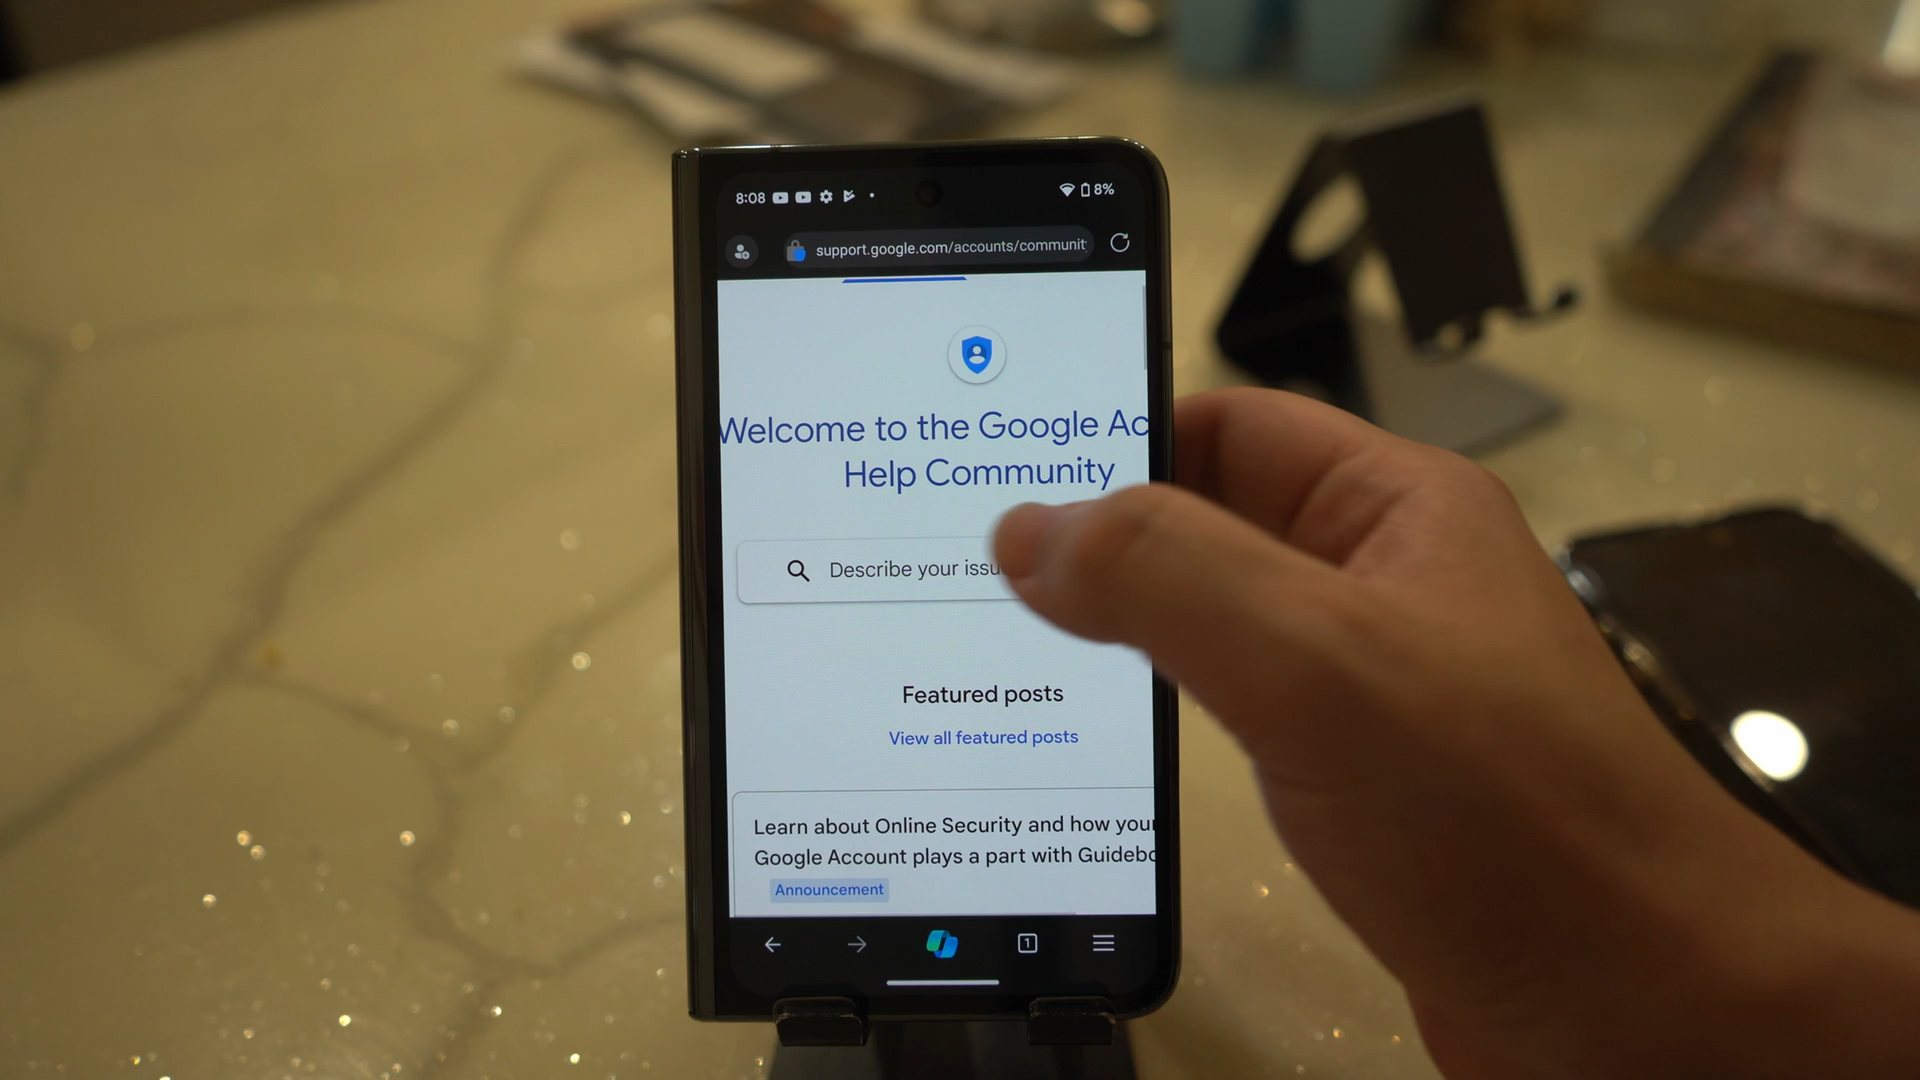 8:08
8%
support.google.com/accounts/communit
Welcome to the Google Ac
Help Community
Describe your issu
Featured posts
View all featured posts
Learn about Online Security and how your
Google Account plays a part with Guidebo
Announcement
1